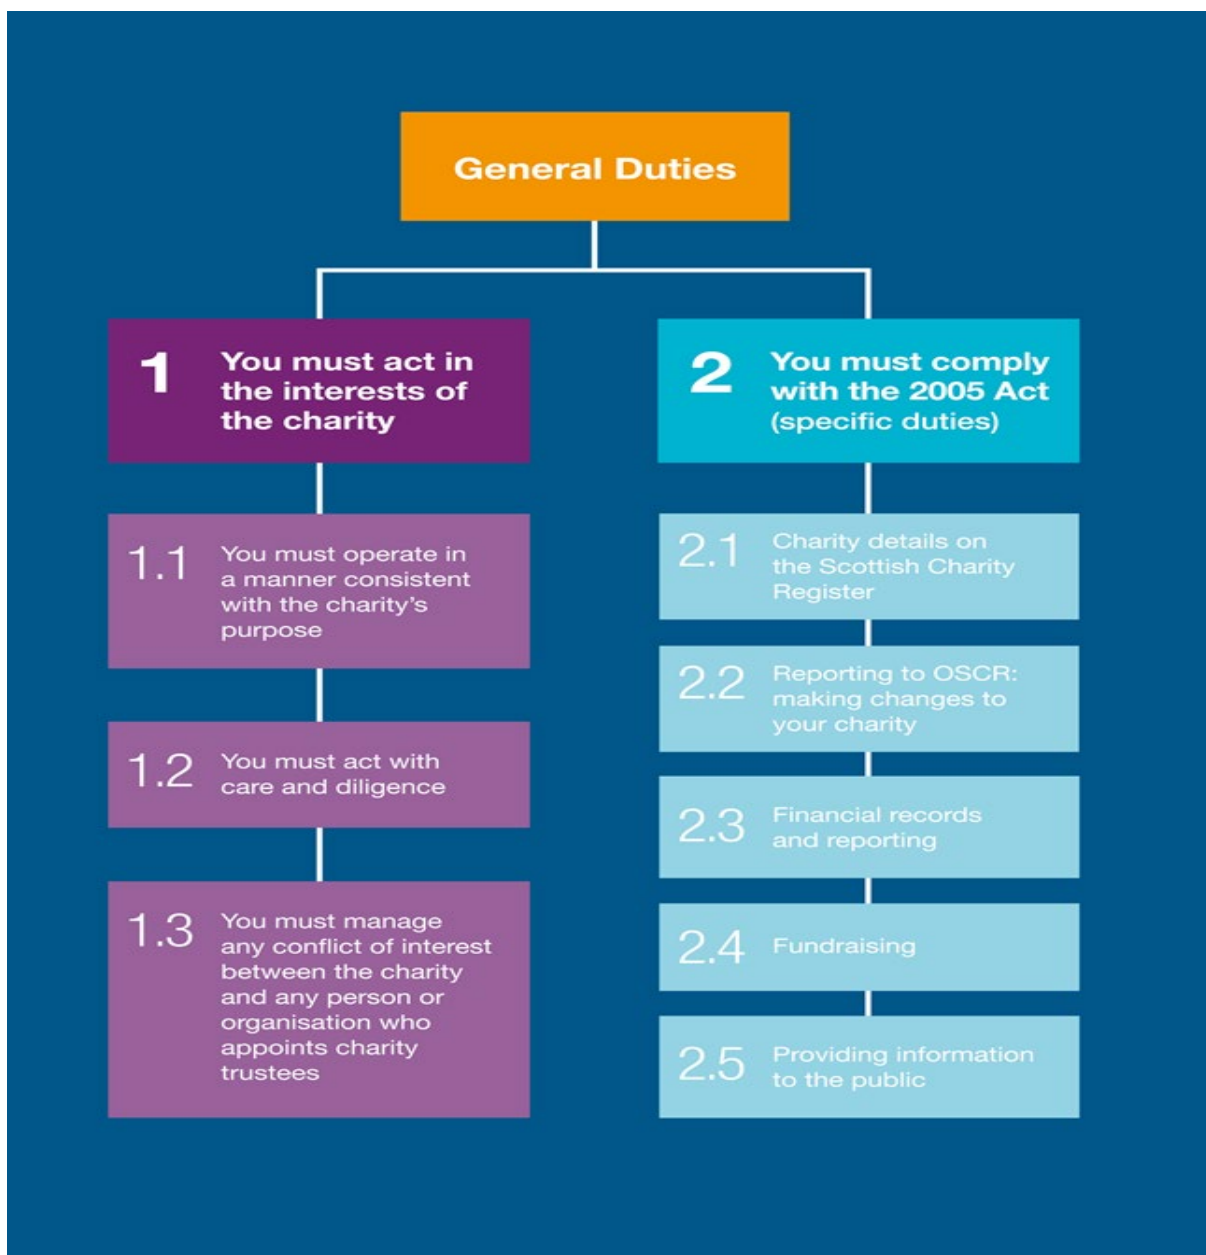 General Duties
1
You must act in
the interests of
the charity
1.1
You must operate in
a manner consistent
with the charity's
purpose
1.2
You must act with
care and diligence
1.3
You must manage
any conflict of interest
between the charity
and any person or
organisation who
appoints charity
trustees
2
You must comply
with the 2005 Act
(specific duties)
2.1
Charity details on
the Scottish Charity
Register
2.2
Reporting to OSCR:
making changes to
your charity
2.3
Financial records
and reporting
2.4
Fundraising
2.5
Providing information
to the public